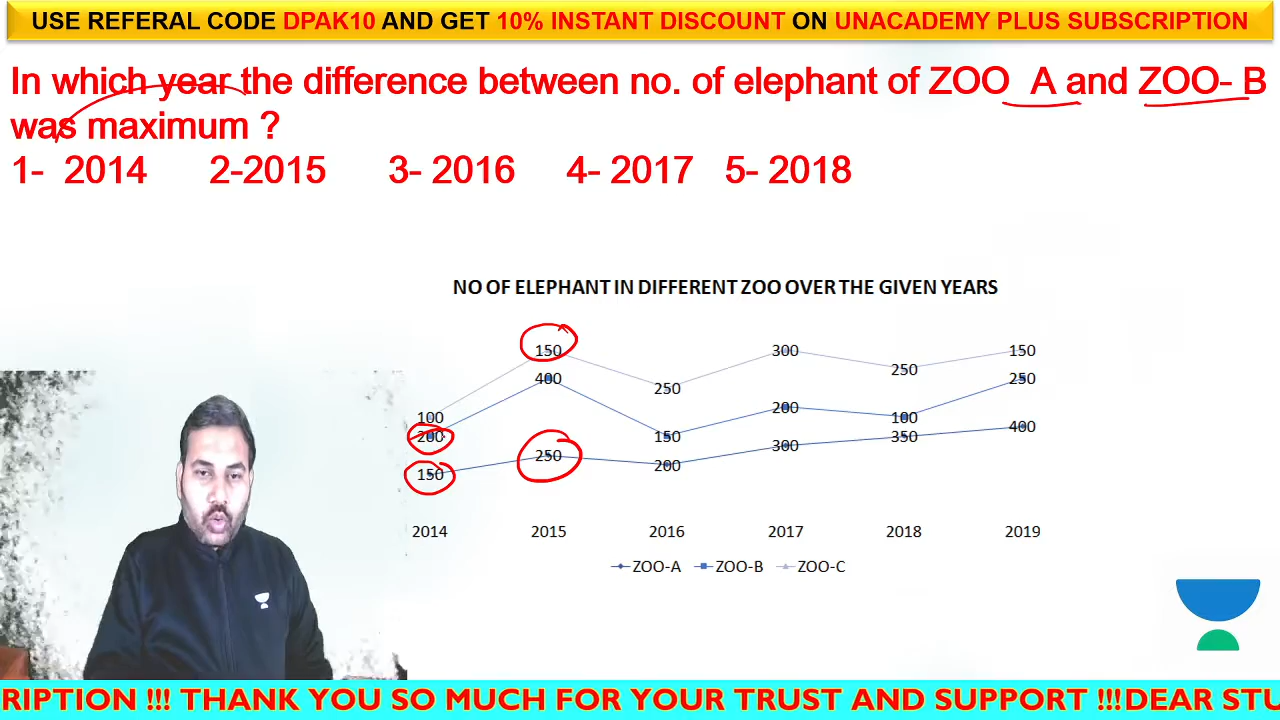 USE REFERAL CODE DPAK10 AND GET 10% INSTANT DISCOUNT ON UNACADEMY PLUS SUBSCRIPTION
In which year the difference between no. of elephant of ZOO A and ZOO- B
was maximum ?
1- 2014 2-2015 3- 2016 4- 2017 5- 2018
NO OF ELEPHANT IN DIFFERENT ZOO OVER THE GIVEN YEARS
150 300 150
400 250 250 250
100 200 100
200 150 300 350 400
150 250 200
2014 2015 2016 2017 2018 2019
ZOO-A ZOO-B ZOO-C
RIPTION !!! THANK YOU SO MUCH FOR YOUR TRUST AND SUPPORT !!!DEAR STU